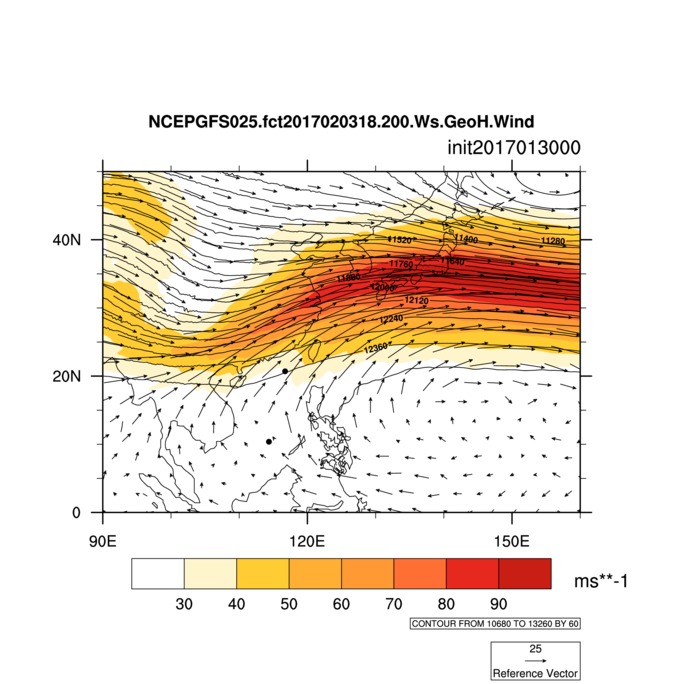 NCEPGFS025.fct2017020318.200.Ws.GeoH.Wind
init2017013000
40N
20N
0
11520
11400
11280
11760
11640
11880
12000
12120
12240
12360
90E
120E
150E
30 40 50 60 70 80 90
ms**-1
CONTOUR FROM 10680 TO 13260 BY 60
25
Reference Vector